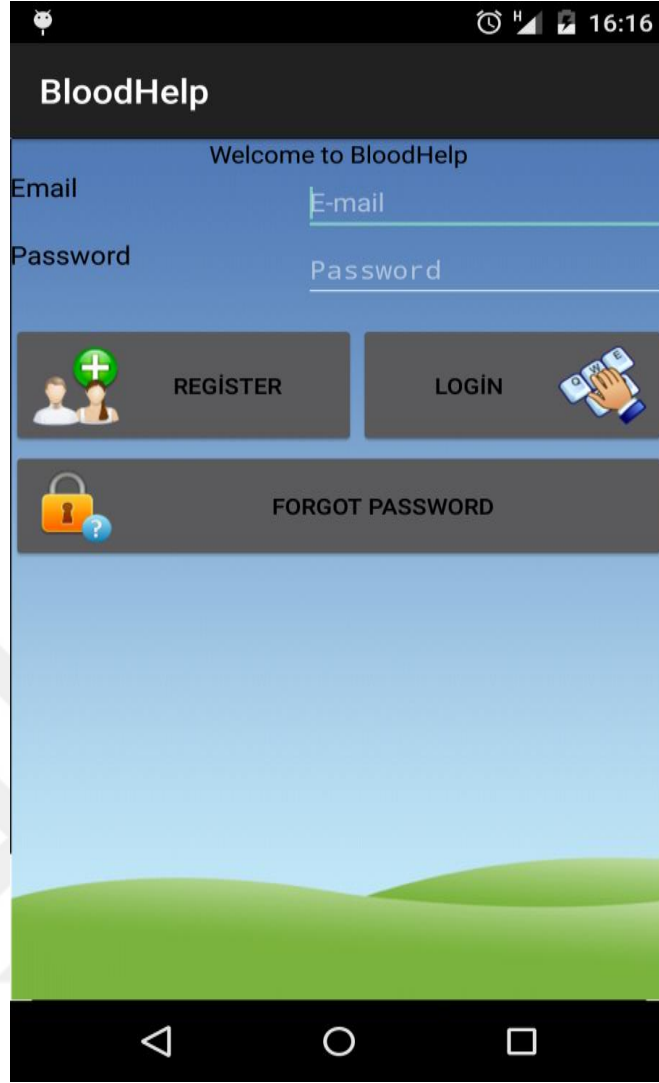 H 16:16
BloodHelp
Welcome to BloodHelp
Email E-mail
Password Password
REGİSTER LOGİN
Q W E
FORGOT PASSWORD
?